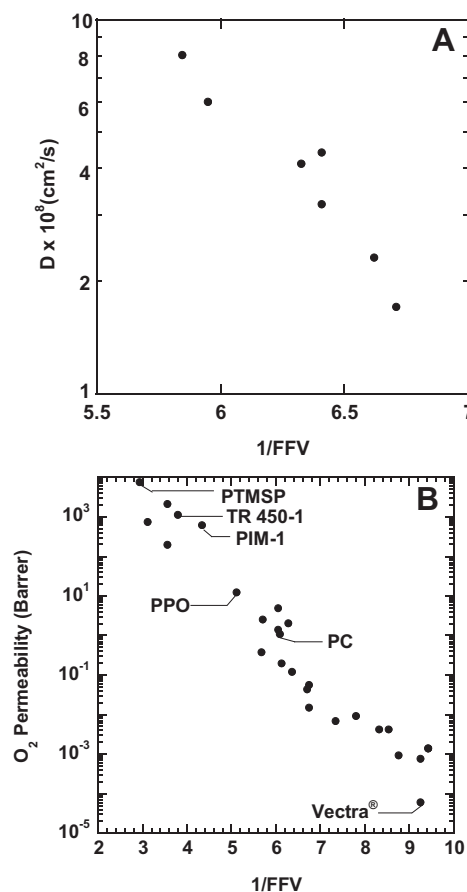 A
10
8
6
4
2
1
D x 10⁸(cm²/s)
5.5 6 6.5 7
1/FFV
B
10³
10¹
10⁻¹
10⁻³
10⁻⁵
O₂ Permeability (Barrer)
PTMSP
TR 450-1
PIM-1
PPO
PC
Vectra®
2 3 4 5 6 7 8 9 10
1/FFV